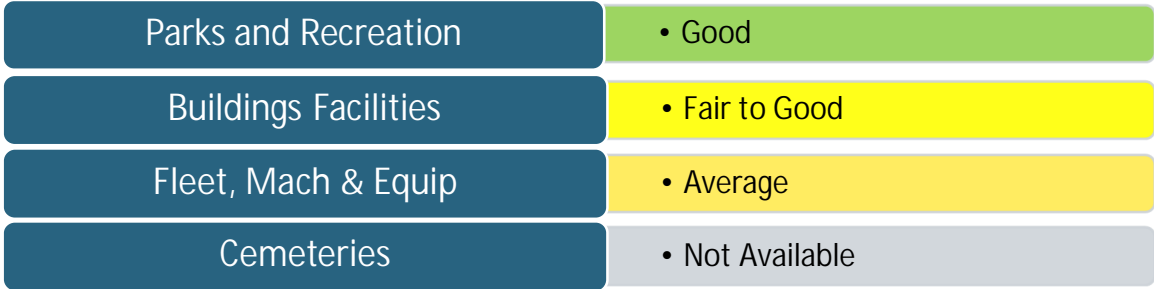 Parks and Recreation • Good
Buildings Facilities • Fair to Good
Fleet, Mach & Equip • Average
Cemeteries • Not Available